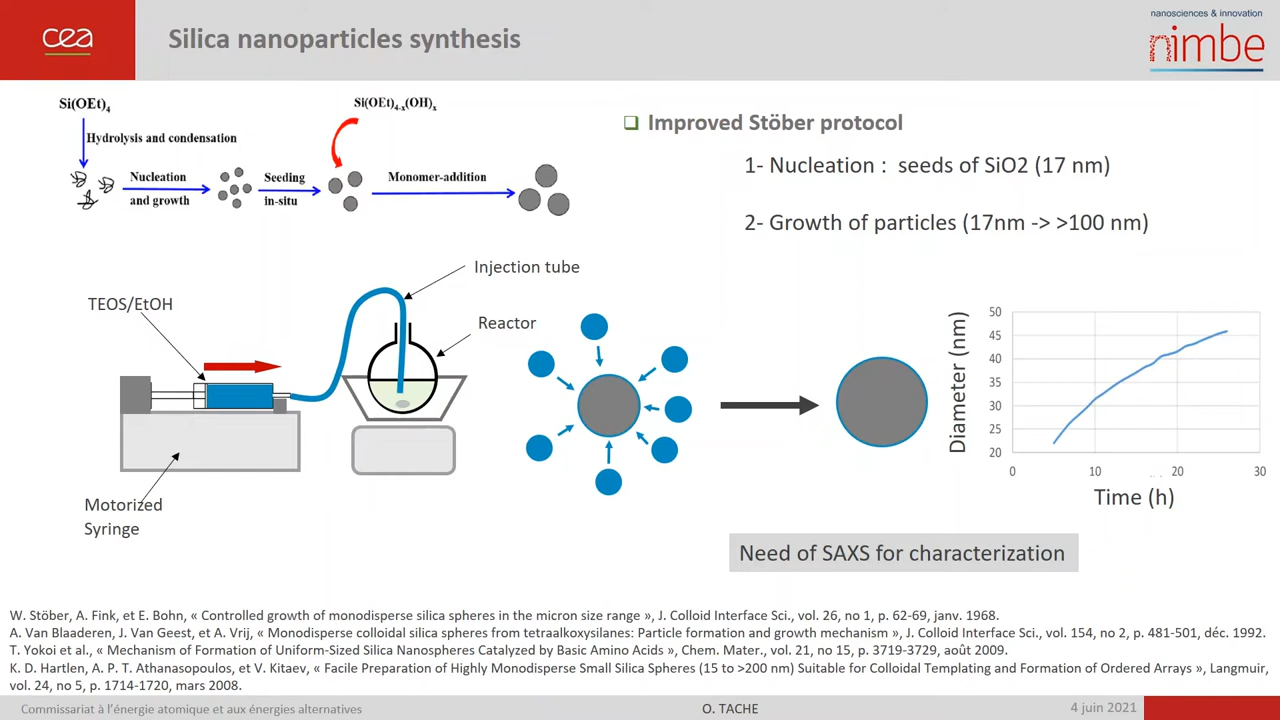 cea
Silica nanoparticles synthesis
nanosciences & innovation
nimbe
Si(OEt)4
Si(OEt)4-x(OH)x
Hydrolysis and condensation
Nucleation
and growth
Seeding
in-situ
Monomer-addition
Improved Stöber protocol
1- Nucleation : seeds of SiO2 (17 nm)
2- Growth of particles (17nm -> >100 nm)
TEOS/EtOH
Injection tube
Reactor
Motorized
Syringe
Diameter (nm)
50
45
40
35
30
25
20
0
10
20
30
Time (h)
Need of SAXS for characterization
W. Stöber, A. Fink, et E. Bohn, « Controlled growth of monodisperse silica spheres in the micron size range », J. Colloid Interface Sci., vol. 26, no 1, p. 62-69, janv. 1968.
A. Van Blaaderen, J. Van Geest, et A. Vrij, « Monodisperse colloidal silica spheres from tetraalkoxysilanes: Particle formation and growth mechanism », J. Colloid Interface Sci., vol. 154, no 2, p. 481-501, déc. 1992.
T. Yokoi et al., « Mechanism of Formation of Uniform-Sized Silica Nanospheres Catalyzed by Basic Amino Acids », Chem. Mater., vol. 21, no 15, p. 3719-3729, août 2009.
K. D. Hartlen, A. P. T. Athanasopoulos, et V. Kitaev, « Facile Preparation of Highly Monodisperse Small Silica Spheres (15 to >200 nm) Suitable for Colloidal Templating and Formation of Ordered Arrays », Langmuir,
vol. 24, no 5, p. 1714-1720, mars 2008.
Commissariat à l'énergie atomique et aux énergies alternatives
O. TACHE
4 juin 2021